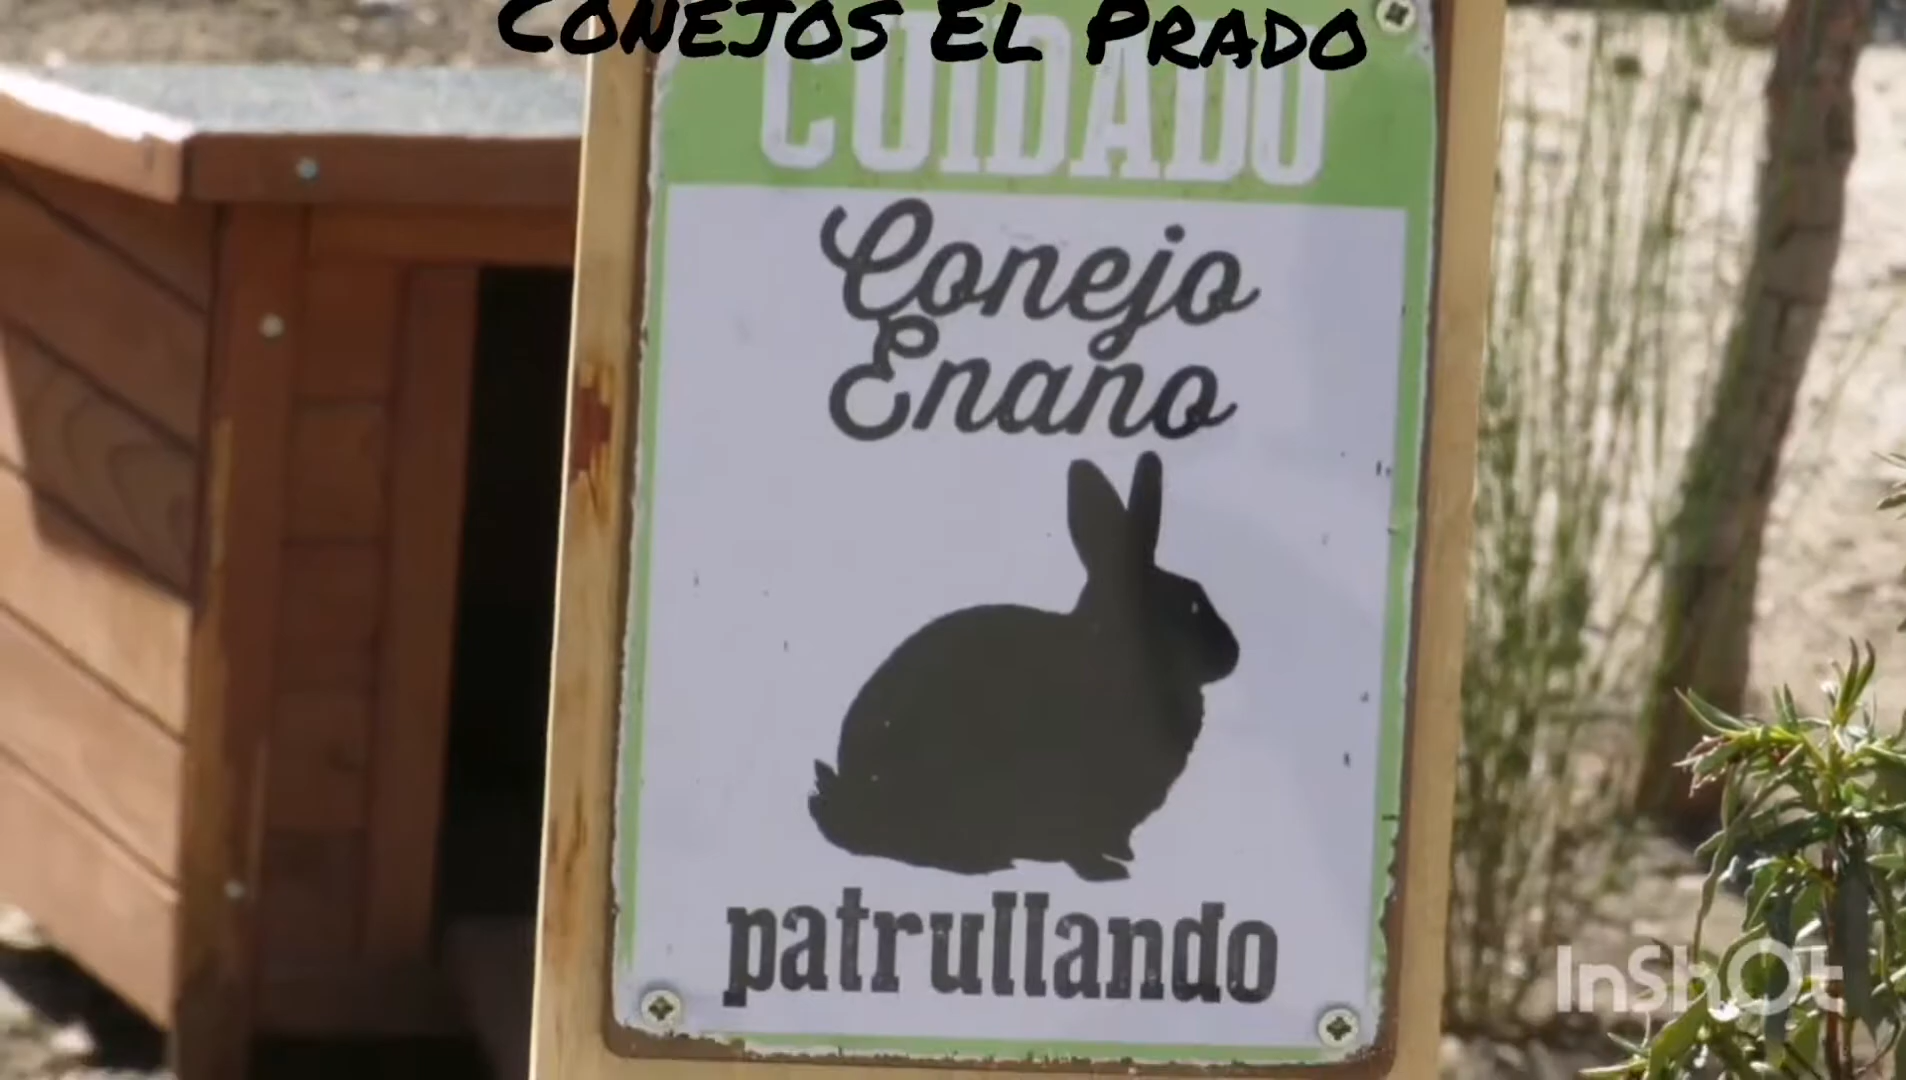 Conejos El Prado
CUIDADO
Conejo
Enano
patrullando
InShOt